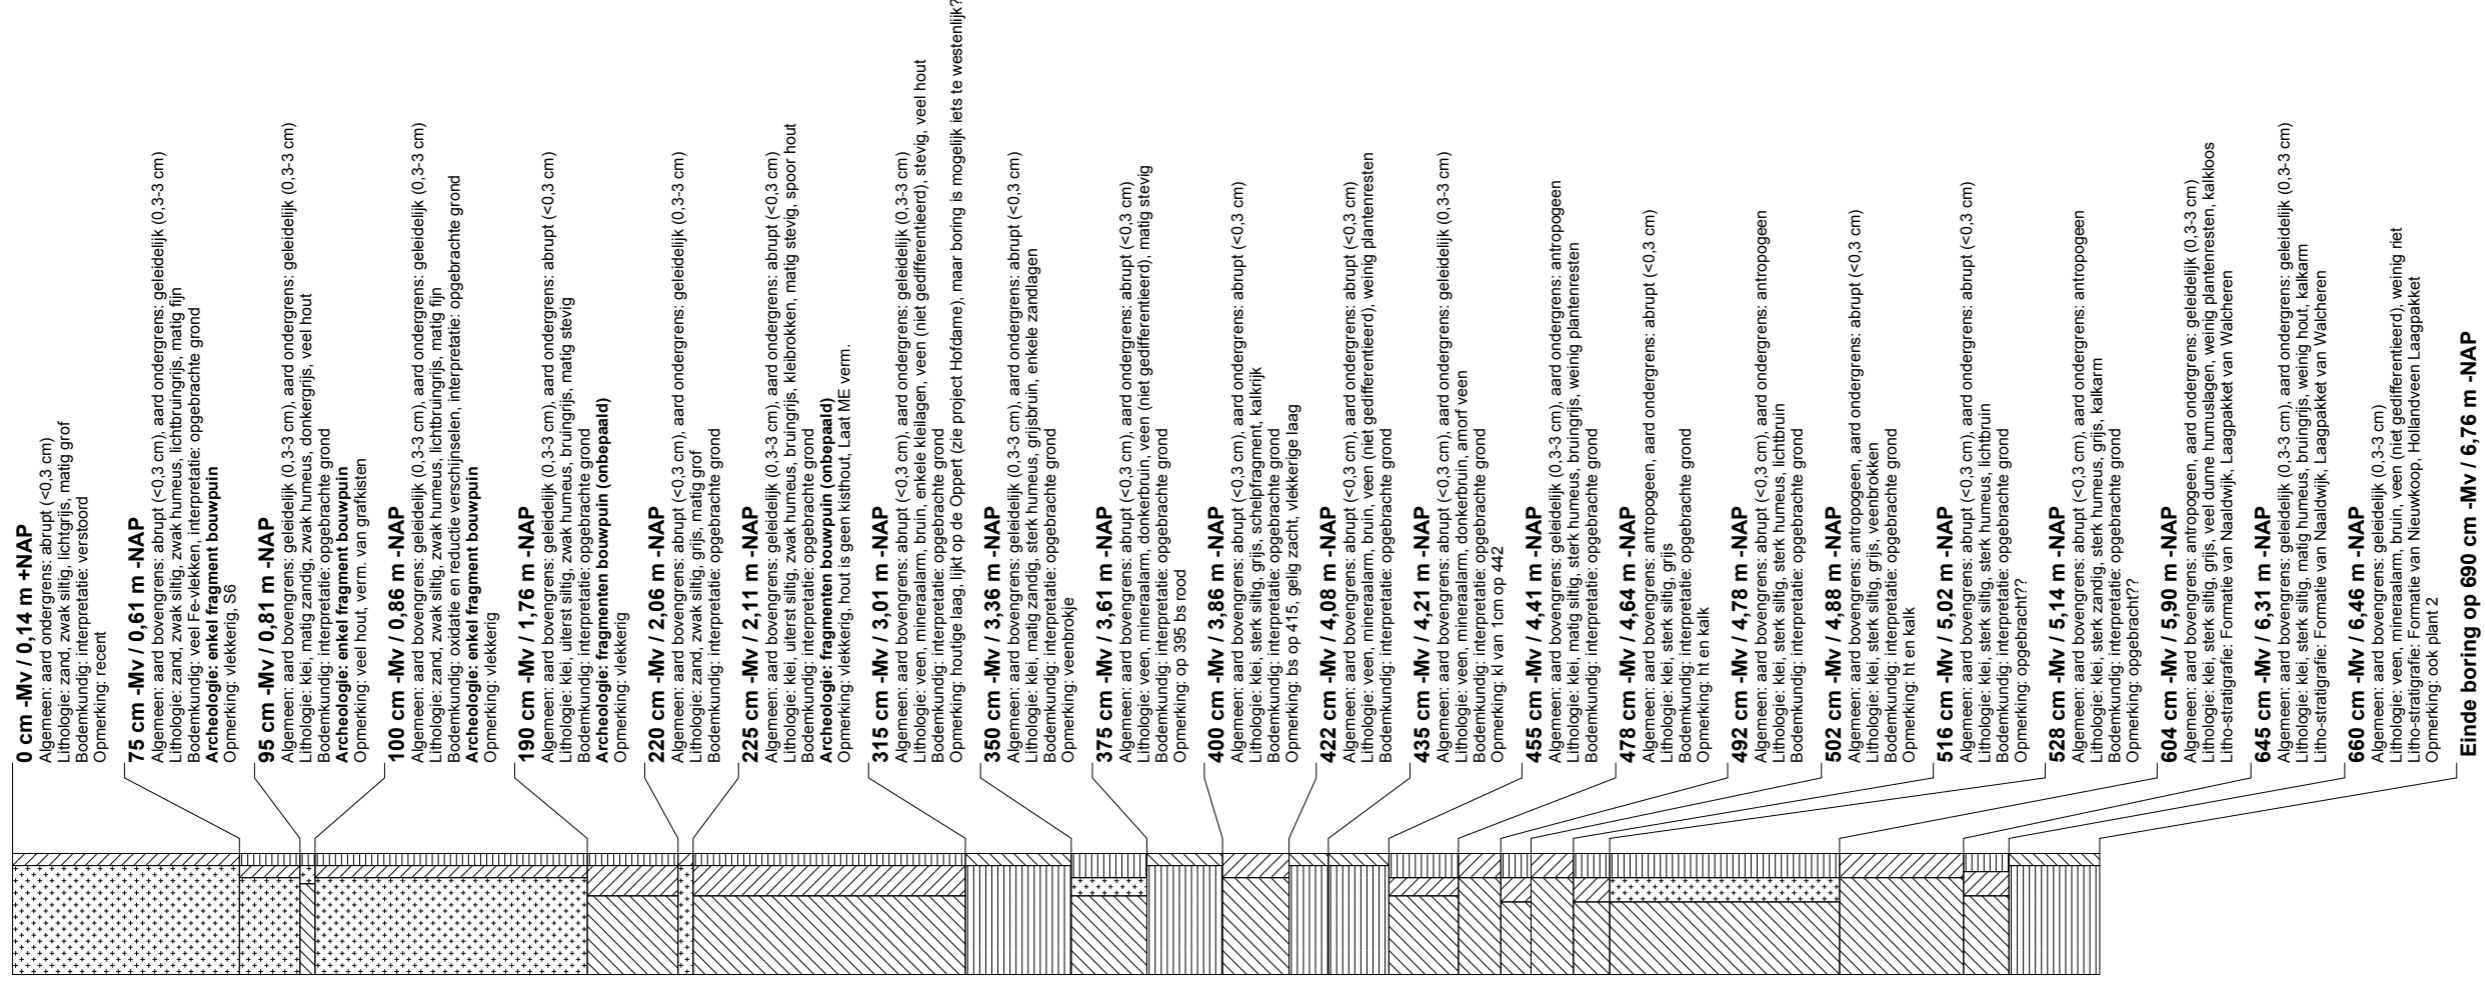 0 cm -Mv / 0,14 m +NAP
Algemeen: aard ondergrens: abrupt (<0,3 cm)
Lithologie: zand, zwak siltig, lichtgrijs, matig grof
Bodemkundig: interpretatie: verstoord
Opmerking: recent
75 cm -Mv / 0,61 m -NAP
Algemeen: aard bovengrens: abrupt (<0,3 cm), aard ondergrens: geleidelijk (0,3-3 cm)
Lithologie: zand, zwak siltig, zwak humeus, lichtbruingrijs, matig fijn
Bodemkundig: veel Fe-vlekken, interpretatie: opgebrachte grond
Archeologie: enkel fragment bouwpuin
Opmerking: vlekkerig, S6
95 cm -Mv / 0,81 m -NAP
Algemeen: aard bovengrens: geleidelijk (0,3-3 cm), aard ondergrens: geleidelijk (0,3-3 cm)
Lithologie: klei, matig zandig, zwak humeus, donkergrijs, veel hout
Bodemkundig: interpretatie: opgebrachte grond
Archeologie: enkel fragment bouwpuin
Opmerking: veel hout, verm. van grafkisten
100 cm -Mv / 0,86 m -NAP
Algemeen: aard bovengrens: geleidelijk (0,3-3 cm), aard ondergrens: geleidelijk (0,3-3 cm)
Lithologie: zand, zwak siltig, zwak humeus, lichtbruingrijs, matig fijn
Bodemkundig: oxidatie en reductie verschijnselen, interpretatie: opgebrachte grond
Archeologie: enkel fragment bouwpuin
Opmerking: vlekkerig
190 cm -Mv / 1,76 m -NAP
Algemeen: aard bovengrens: geleidelijk (0,3-3 cm), aard ondergrens: abrupt (<0,3 cm)
Lithologie: klei, uiterst siltig, zwak humeus, bruingrijs, matig stevig
Bodemkundig: interpretatie: opgebrachte grond
Archeologie: fragmenten bouwpuin (onbepaald)
Opmerking: vlekkerig
220 cm -Mv / 2,06 m -NAP
Algemeen: aard bovengrens: abrupt (<0,3 cm), aard ondergrens: geleidelijk (0,3-3 cm)
Lithologie: zand, zwak siltig, grijs, matig grof
Bodemkundig: interpretatie: opgebrachte grond
225 cm -Mv / 2,11 m -NAP
Algemeen: aard bovengrens: geleidelijk (0,3-3 cm), aard ondergrens: abrupt (<0,3 cm)
Lithologie: klei, uiterst siltig, zwak humeus, bruingrijs, kleibrokken, matig stevig, spoor hout
Bodemkundig: interpretatie: opgebrachte grond
Archeologie: fragmenten bouwpuin (onbepaald)
Opmerking: vlekkerig, hout is geen kisthout, Laat ME verm.
315 cm -Mv / 3,01 m -NAP
Algemeen: aard bovengrens: abrupt (<0,3 cm), aard ondergrens: geleidelijk (0,3-3 cm)
Lithologie: veen, mineraalarm, bruin, enkele kleilagen, veen (niet gedifferentieerd), stevig, veel hout
Bodemkundig: interpretatie: opgebrachte grond
Opmerking: houtige laag, lijkt op de Oppert (zie project Hofdame), maar boring is mogelijk iets te westenlijk?
350 cm -Mv / 3,36 m -NAP
Algemeen: aard bovengrens: geleidelijk (0,3-3 cm), aard ondergrens: abrupt (<0,3 cm)
Lithologie: klei, matig zandig, sterk humeus, grijsbruin, enkele zandlagen
Bodemkundig: interpretatie: opgebrachte grond
Opmerking: veenbrokje
375 cm -Mv / 3,61 m -NAP
Algemeen: aard bovengrens: abrupt (<0,3 cm), aard ondergrens: abrupt (<0,3 cm)
Lithologie: veen, mineraalarm, donkerbruin, veen (niet gedifferentieerd), matig stevig
Bodemkundig: interpretatie: opgebrachte grond
Opmerking: op 395 bs rood
400 cm -Mv / 3,86 m -NAP
Algemeen: aard bovengrens: abrupt (<0,3 cm), aard ondergrens: abrupt (<0,3 cm)
Lithologie: klei, sterk siltig, grijs, schelpfragment, kalkrijk
Bodemkundig: interpretatie: opgebrachte grond
Opmerking: bs op 415, gelig zacht, vlekkerige laag
422 cm -Mv / 4,08 m -NAP
Algemeen: aard bovengrens: abrupt (<0,3 cm), aard ondergrens: abrupt (<0,3 cm)
Lithologie: veen, mineraalarm, bruin, veen (niet gedifferentieerd), weinig plantenresten
Bodemkundig: interpretatie: opgebrachte grond
435 cm -Mv / 4,21 m -NAP
Algemeen: aard bovengrens: abrupt (<0,3 cm), aard ondergrens: geleidelijk (0,3-3 cm)
Lithologie: veen, mineraalarm, donkerbruin, amorf veen
Bodemkundig: interpretatie: opgebrachte grond
Opmerking: kl van 1cm op 442
455 cm -Mv / 4,41 m -NAP
Algemeen: aard bovengrens: geleidelijk (0,3-3 cm), aard ondergrens: antropogeen
Lithologie: klei, matig siltig, sterk humeus, bruingrijs, weinig plantenresten
Bodemkundig: interpretatie: opgebrachte grond
478 cm -Mv / 4,64 m -NAP
Algemeen: aard bovengrens: antropogeen, aard ondergrens: abrupt (<0,3 cm)
Lithologie: klei, sterk siltig, grijs
Bodemkundig: interpretatie: opgebrachte grond
Opmerking: ht en kalk
492 cm -Mv / 4,78 m -NAP
Algemeen: aard bovengrens: abrupt (<0,3 cm), aard ondergrens: antropogeen
Lithologie: klei, sterk siltig, sterk humeus, lichtbruin
Bodemkundig: interpretatie: opgebrachte grond
502 cm -Mv / 4,88 m -NAP
Algemeen: aard bovengrens: antropogeen, aard ondergrens: abrupt (<0,3 cm)
Lithologie: klei, sterk siltig, grijs, veenbrokken
Bodemkundig: interpretatie: opgebrachte grond
Opmerking: ht en kalk
516 cm -Mv / 5,02 m -NAP
Algemeen: aard bovengrens: abrupt (<0,3 cm), aard ondergrens: abrupt (<0,3 cm)
Lithologie: klei, sterk siltig, sterk humeus, lichtbruin
Bodemkundig: interpretatie: opgebrachte grond
Opmerking: opgebracht??
528 cm -Mv / 5,14 m -NAP
Algemeen: aard bovengrens: abrupt (<0,3 cm), aard ondergrens: antropogeen
Lithologie: klei, sterk zandig, sterk humeus, grijs, kalkarm
Bodemkundig: interpretatie: opgebrachte grond
Opmerking: opgebracht??
604 cm -Mv / 5,90 m -NAP
Algemeen: aard bovengrens: antropogeen, aard ondergrens: geleidelijk (0,3-3 cm)
Lithologie: klei, sterk siltig, grijs, veel dunne humuslagen, weinig plantenresten, kalkloos
Litho-stratigrafie: Formatie van Naaldwijk, Laagpakket van Walcheren
645 cm -Mv / 6,31 m -NAP
Algemeen: aard bovengrens: geleidelijk (0,3-3 cm), aard ondergrens: geleidelijk (0,3-3 cm)
Lithologie: klei, sterk siltig, matig humeus, bruingrijs, weinig hout, kalkarm
Litho-stratigrafie: Formatie van Naaldwijk, Laagpakket van Walcheren
660 cm -Mv / 6,46 m -NAP
Algemeen: aard bovengrens: geleidelijk (0,3-3 cm)
Lithologie: veen, mineraalarm, bruin, veen (niet gedifferentieerd), weinig riet
Litho-stratigrafie: Formatie van Nieuwkoop, Hollandveen Laagpakket
Opmerking: ook plant 2
Einde boring op 690 cm -Mv / 6,76 m -NAP